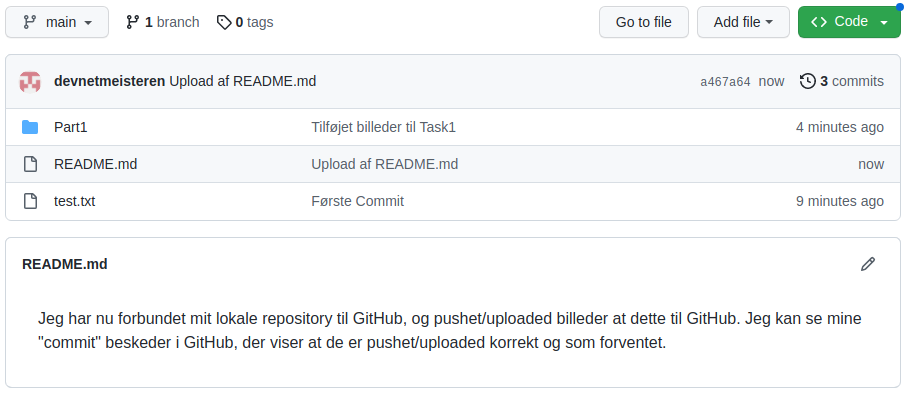 main 1 branch 0 tags Go to file Add file Code
devnetmeisteren Upload af README.md a467a64 now 3 commits
Part1 Tilføjet billeder til Task1 4 minutes ago
README.md Upload af README.md now
test.txt Første Commit 9 minutes ago
README.md
Jeg har nu forbundet mit lokale repository til GitHub, og pushet/uploaded billeder at dette til GitHub. Jeg kan se mine
"commit" beskeder i GitHub, der viser at de er pushet/uploaded korrekt og som forventet.